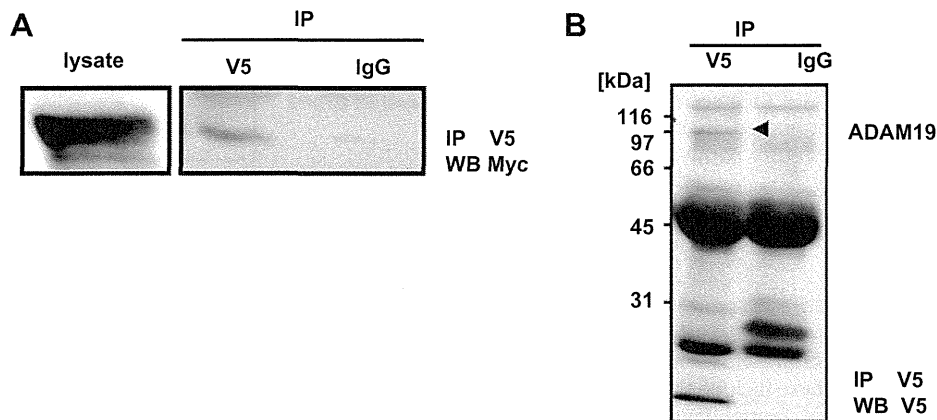 A
IP
lysate
V5 IgG
IP V5
WB Myc
B
IP
V5 IgG
[kDa]
116
97
66
45
31
ADAM19
IP V5
WB V5